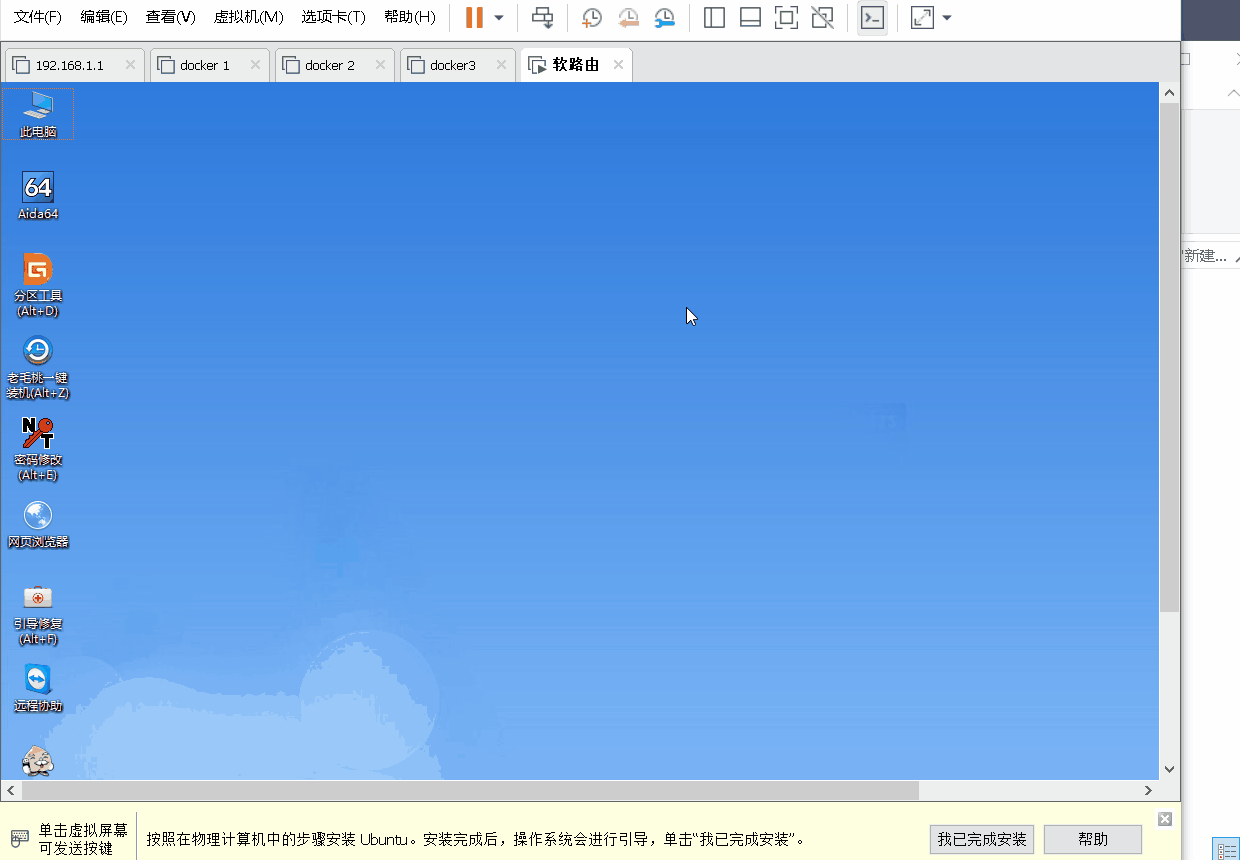 文件(F) 编辑(E) 查看(V) 虚拟机(M) 选项卡(T) 帮助(H)
192.168.1.1 docker 1 docker 2 docker3 软路由
此电脑
64
Aida64
分区工具
(Alt+D)
老毛桃一键
装机(Alt+Z)
NT
密码修改
(Alt+E)
网页浏览器
引导修复
(Alt+F)
远程协助
新建...
单击虚拟屏幕
可发送按键
按照在物理计算机中的步骤安装 Ubuntu。安装完成后，操作系统会进行引导，单击“我已完成安装”。
我已完成安装 帮助